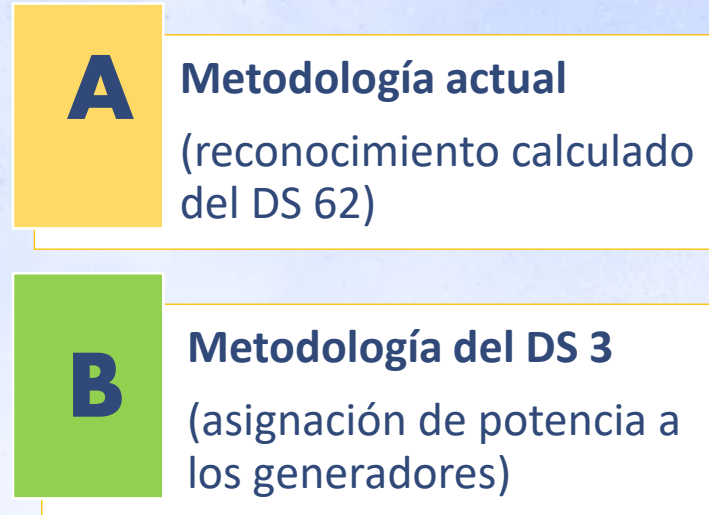 A
Metodología actual
(reconocimiento calculado
del DS 62)
B
Metodología del DS 3
(asignación de potencia a
los generadores)